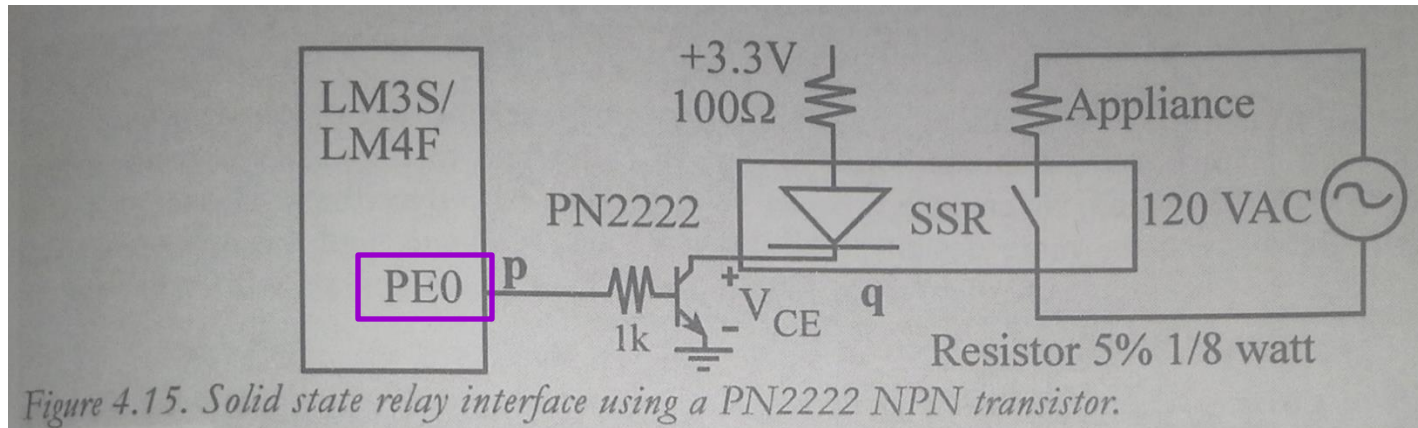 +3.3V
100Ω
LM3S/
LM4F
Appliance
PN2222
SSR
120 VAC
PE0
p
+
V
CE
-
q
1k
Resistor 5% 1/8 watt
Figure 4.15. Solid state relay interface using a PN2222 NPN transistor.